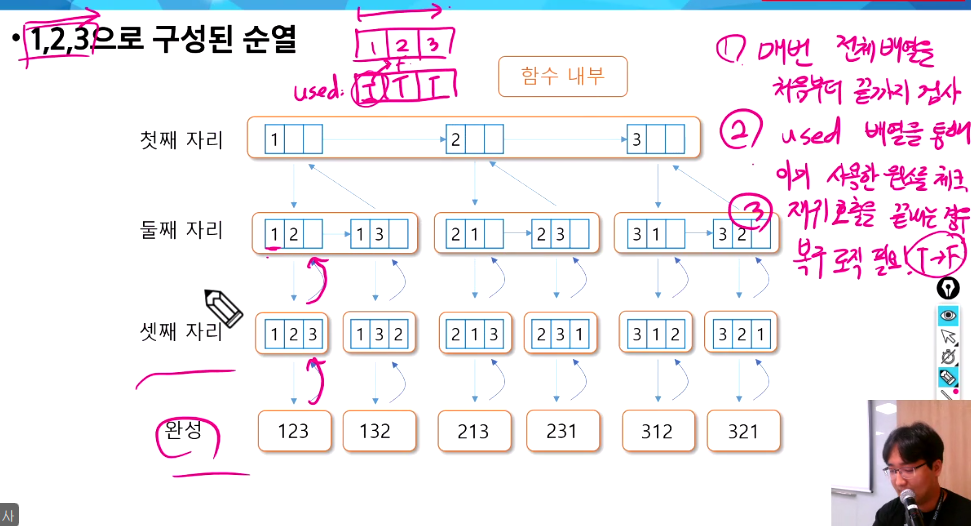 • 1,2,3으로 구성된 순열
1 2 3
F
used: T T T
함수 내부
① 매번 전체 배열을
처음부터 끝까지 검사
② used 배열을 통해
이미 사용한 원소를 체크
③ 재귀호출을 끝내는 경우
복구 로직 필요! T→F
첫째 자리
1 2 3
둘째 자리
1 2 1 3 2 1 2 3 3 1 3 2
셋째 자리
1 2 3 1 3 2 2 1 3 2 3 1 3 1 2 3 2 1
완성
123 132 213 231 312 321
사